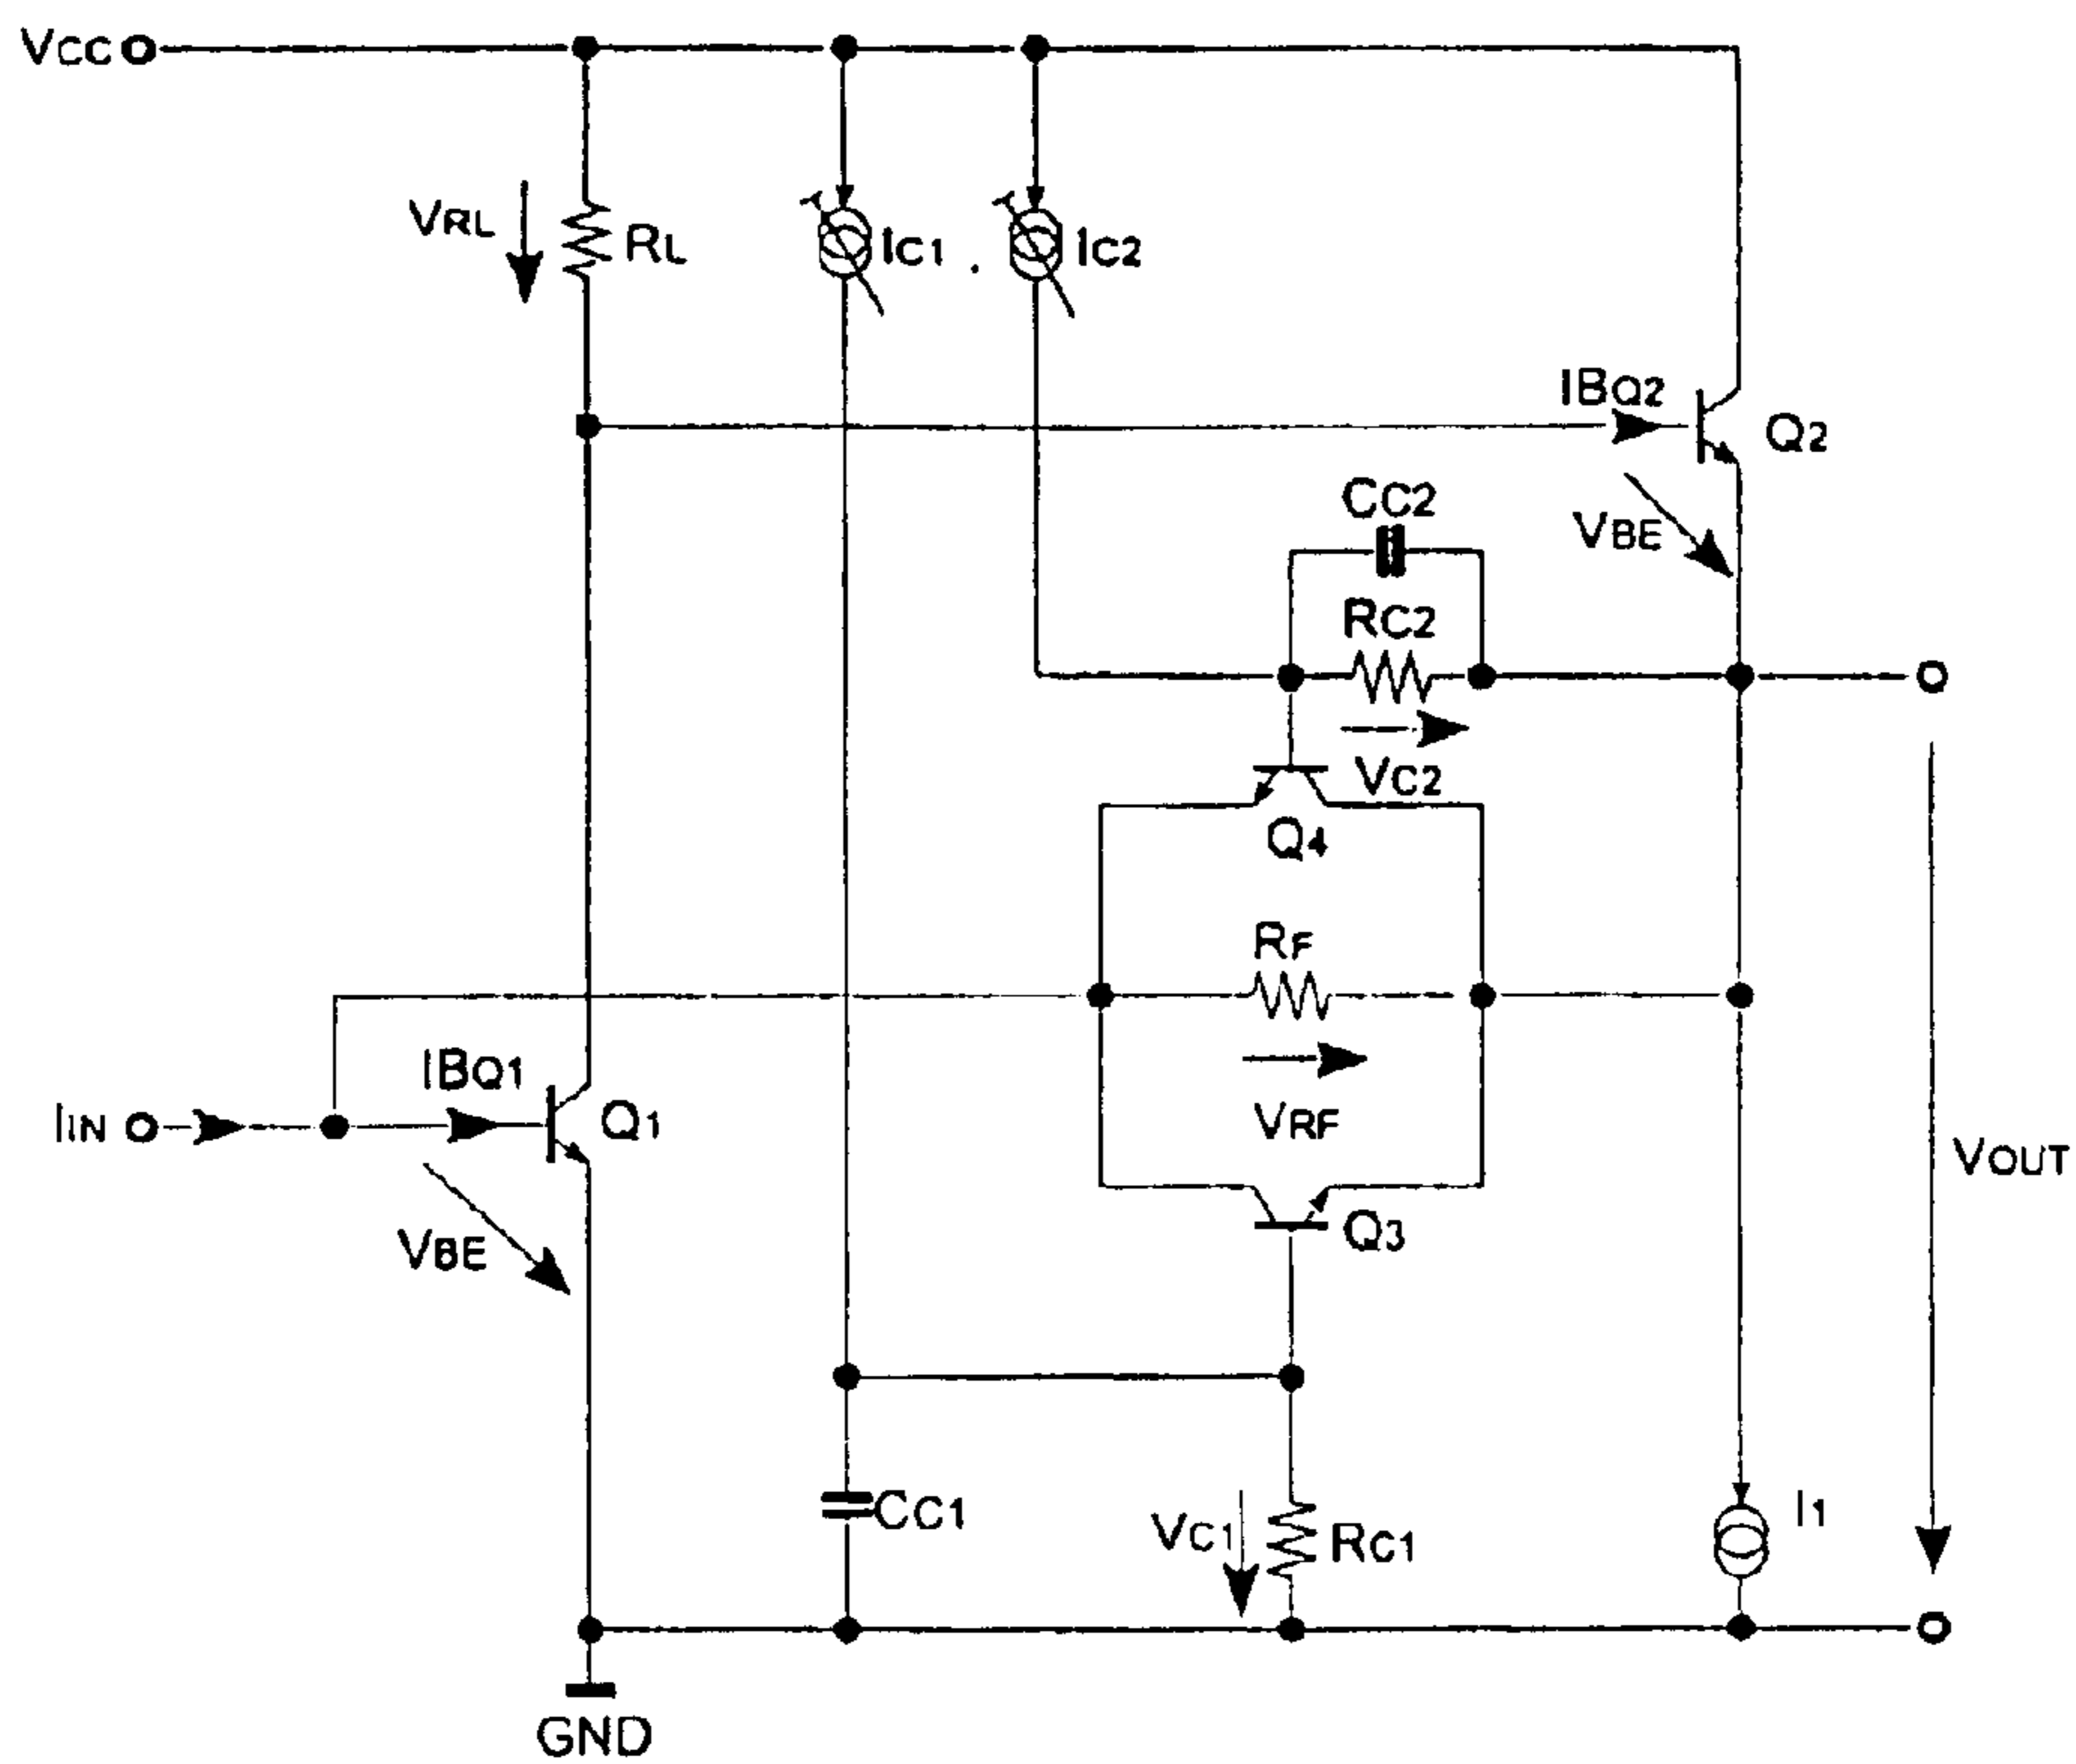 VCC
VRL
RL
IC1
IC2
IBQ2
Q2
CC2
VBE
RC2
VC2
Q4
RF
IBQ1
IIN
Q1
VRF
VOUT
VBE
Q3
CC1
VC1
RC1
I1
GND